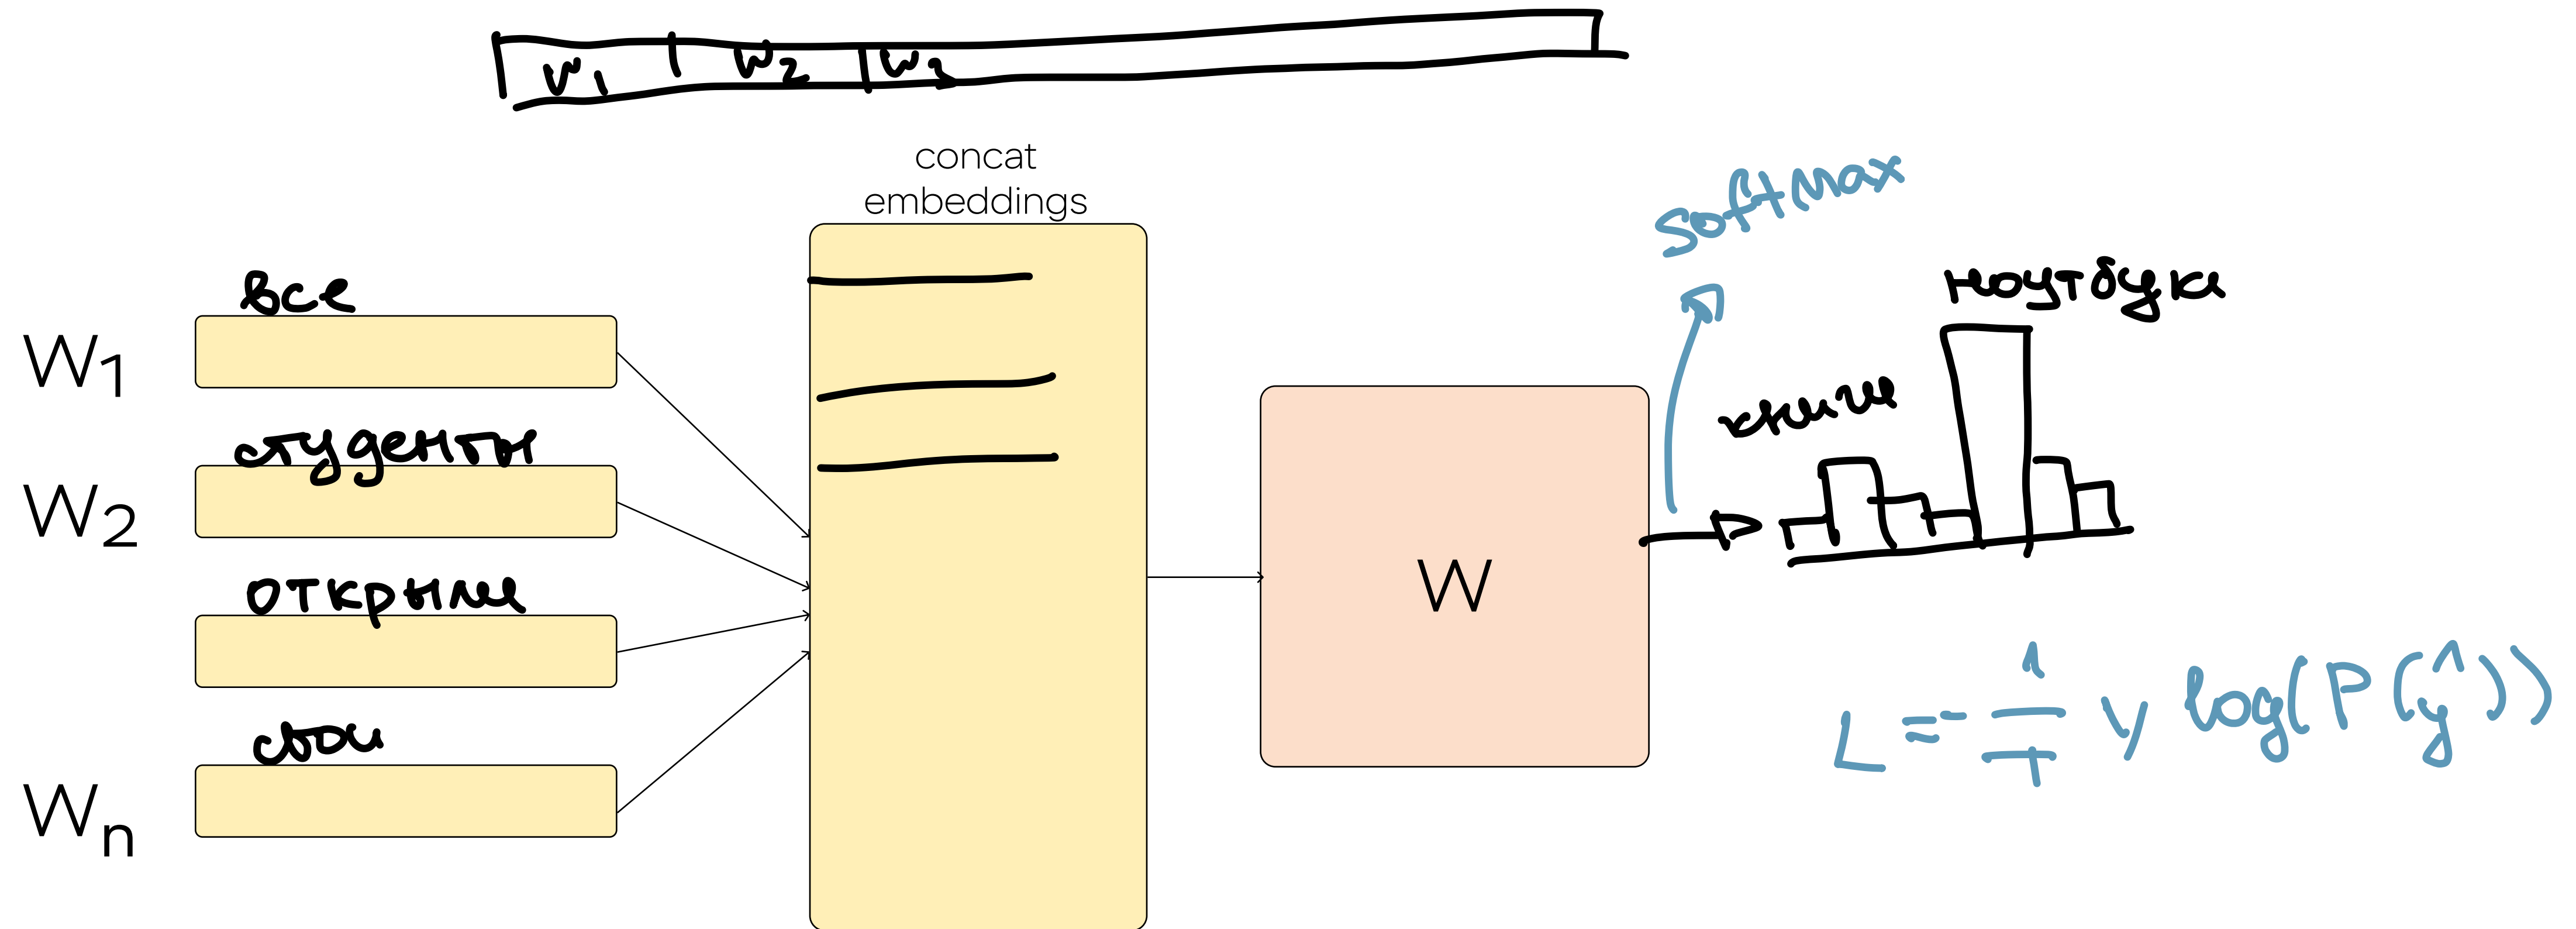 w₁ w₂ w₃
concat
embeddings
softmax
все
W₁
ноутбуки
книги
студенты
W₂
открыли
W
свои
Wₙ
L = - 1/T y log(P(ŷ))